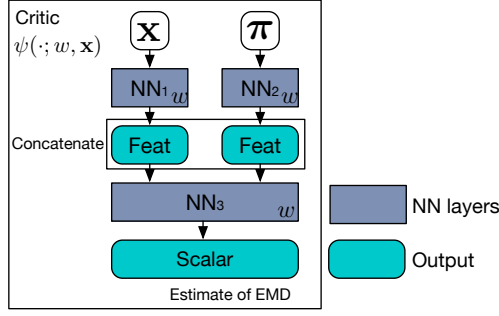 Critic
ψ(·; w, x)
x
π
NN₁ w
NN₂ w
Concatenate
Feat
Feat
NN₃ w
NN layers
Scalar
Output
Estimate of EMD